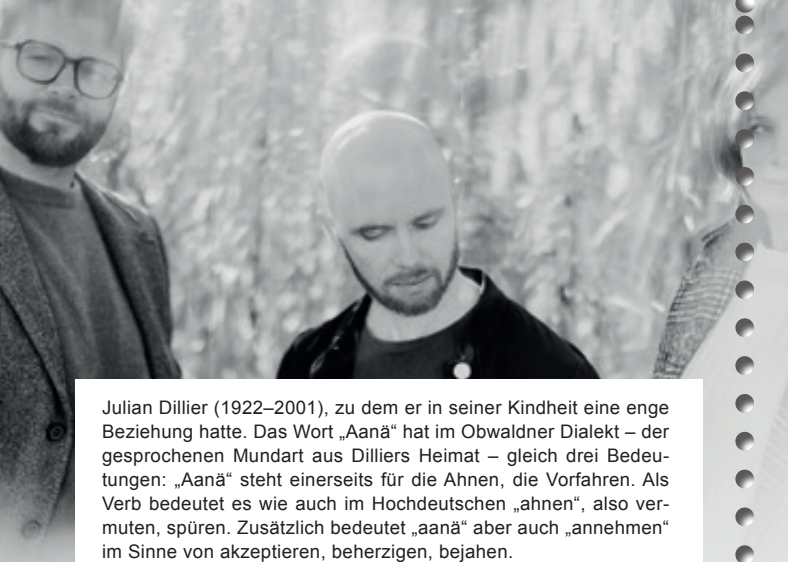 Julian Dillier (1922–2001), zu dem er in seiner Kindheit eine enge
Beziehung hatte. Das Wort „Aanä“ hat im Obwaldner Dialekt – der
gesprochenen Mundart aus Dilliers Heimat – gleich drei Bedeu-
tungen: „Aanä“ steht einerseits für die Ahnen, die Vorfahren. Als
Verb bedeutet es wie auch im Hochdeutschen „ahnen“, also ver-
muten, spüren. Zusätzlich bedeutet „aanä“ aber auch „annehmen“
im Sinne von akzeptieren, beherzigen, bejahen.